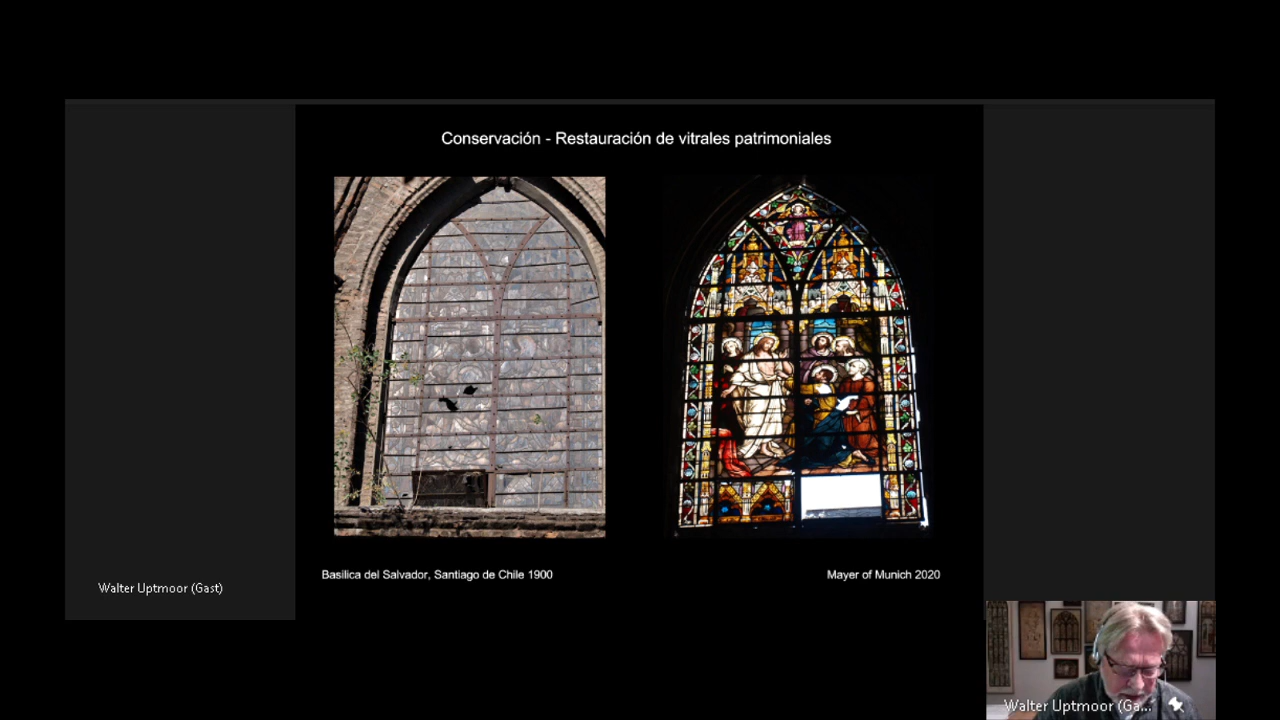 Conservación - Restauración de vitrales patrimoniales
Basilica del Salvador, Santiago de Chile 1900
Mayer of Munich 2020
Walter Uptmoor (Gast)
Walter Uptmoor (Ga...